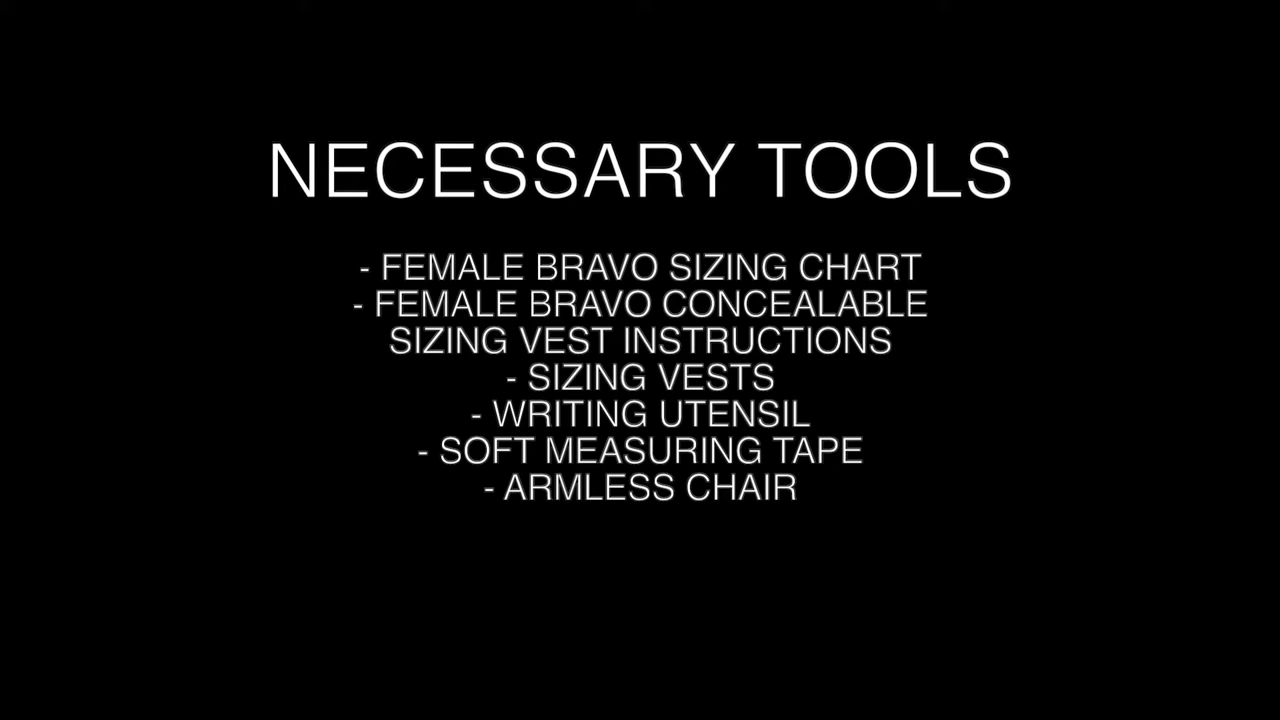 NECESSARY TOOLS
- FEMALE BRAVO SIZING CHART
- FEMALE BRAVO CONCEALABLE
SIZING VEST INSTRUCTIONS
- SIZING VESTS
- WRITING UTENSIL
- SOFT MEASURING TAPE
- ARMLESS CHAIR